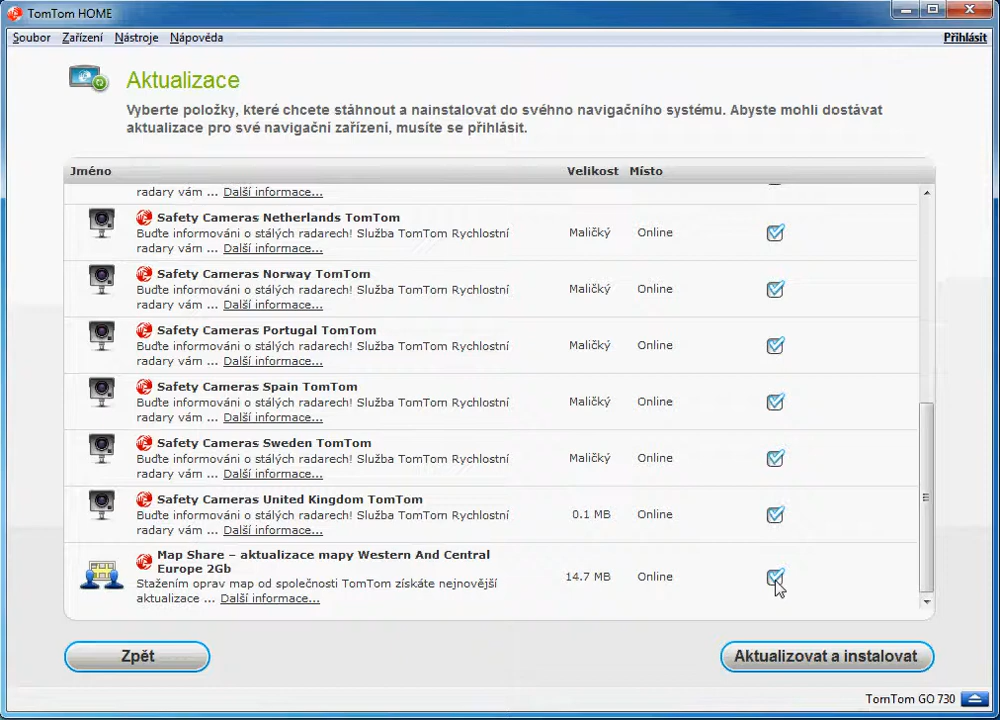 TomTom HOME
Soubor Zařízení Nástroje Nápověda Přihlásit
Aktualizace
Vyberte položky, které chcete stáhnout a nainstalovat do svéhno navigačního systému. Abyste mohli dostávat
aktualizace pro své navigační zařízení, musíte se přihlásit.
Jméno Velikost Místo
radary vám ... Další informace...
Safety Cameras Netherlands TomTom
Buďte informováni o stálých radarech! Služba TomTom Rychlostní Maličký Online
radary vám ... Další informace...
Safety Cameras Norway TomTom
Buďte informováni o stálých radarech! Služba TomTom Rychlostní Maličký Online
radary vám ... Další informace...
Safety Cameras Portugal TomTom
Buďte informováni o stálých radarech! Služba TomTom Rychlostní Maličký Online
radary vám ... Další informace...
Safety Cameras Spain TomTom
Buďte informováni o stálých radarech! Služba TomTom Rychlostní Maličký Online
radary vám ... Další informace...
Safety Cameras Sweden TomTom
Buďte informováni o stálých radarech! Služba TomTom Rychlostní Maličký Online
radary vám ... Další informace...
Safety Cameras United Kingdom TomTom
Buďte informováni o stálých radarech! Služba TomTom Rychlostní 0.1 MB Online
radary vám ... Další informace...
Map Share – aktualizace mapy Western And Central
Europe 2Gb
Stažením oprav map od společnosti TomTom získáte nejnovější 14.7 MB Online
aktualizace ... Další informace...
Zpět Aktualizovat a instalovat
TomTom GO 730